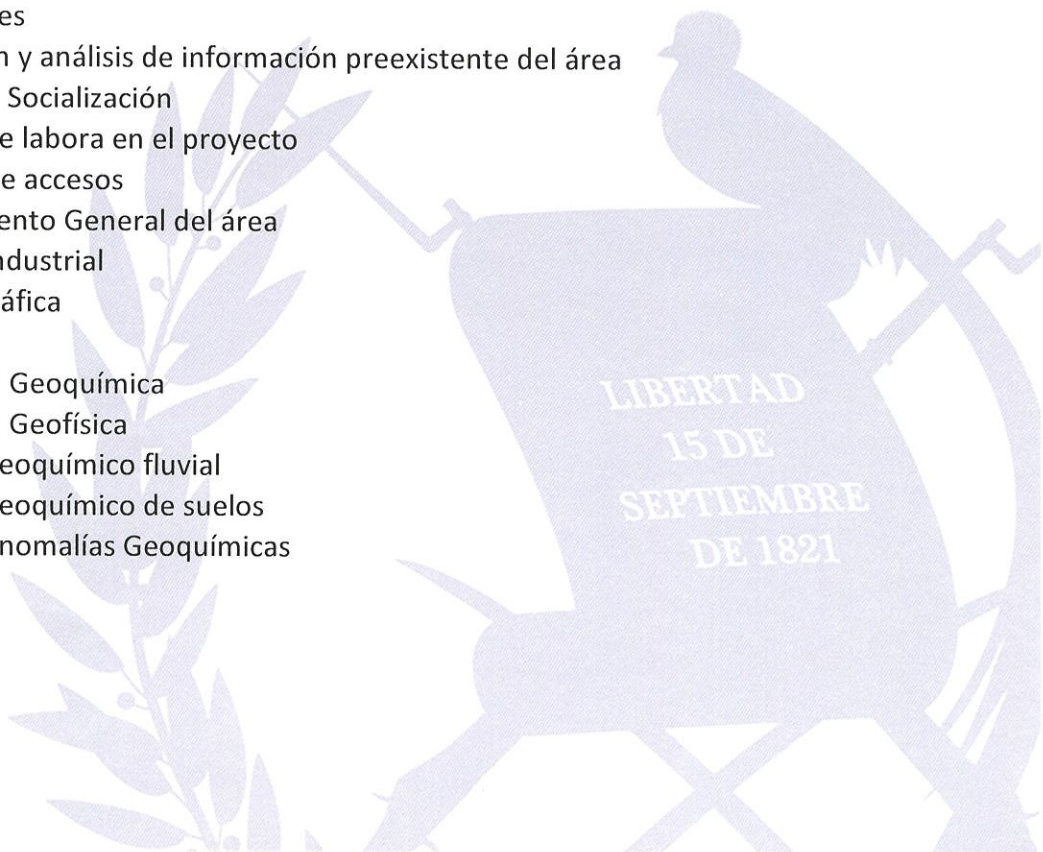 es
n y análisis de información preexistente del área
Socialización
e labora en el proyecto
e accesos
ento General del área
ndustrial
áfica
Geoquímica
Geofísica
eoquímico fluvial
eoquímico de suelos
nomalías Geoquímicas
LIBERTAD
15 DE
SEPTIEMBRE
DE 1821